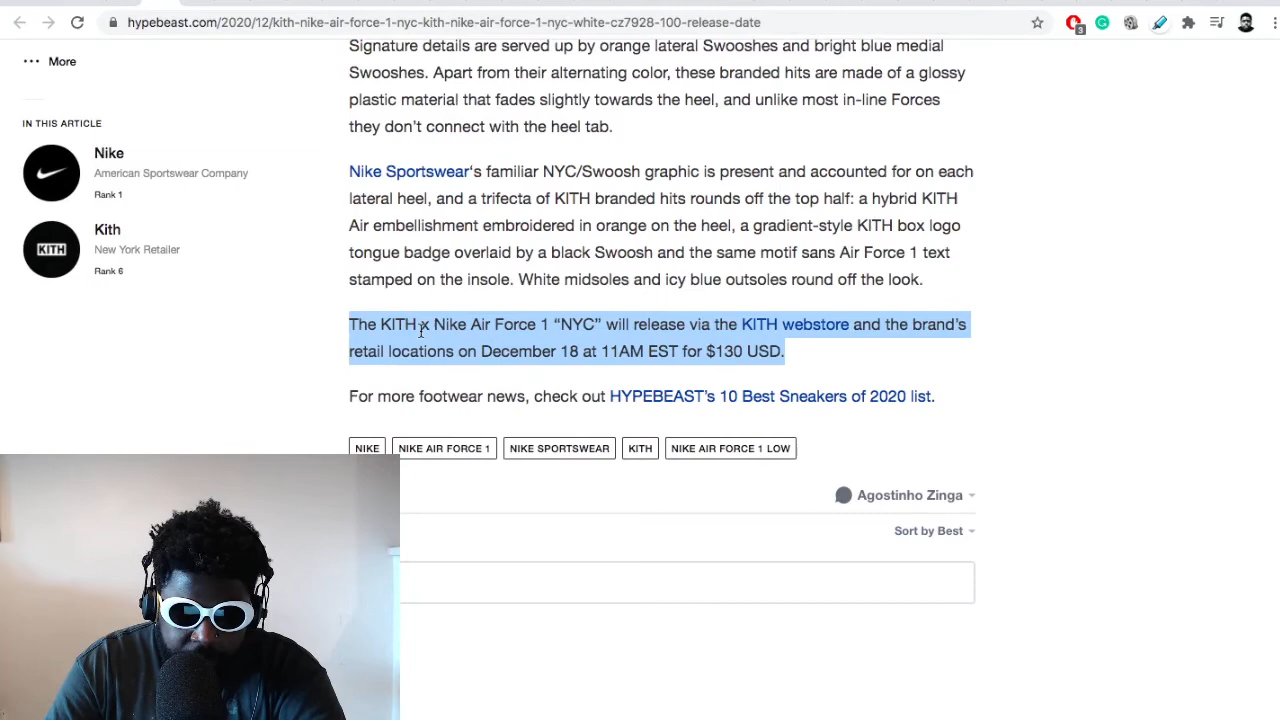 hypebeast.com/2020/12/kith-nike-air-force-1-nyc-kith-nike-air-force-1-nyc-white-cz7928-100-release-date
3
Signature details are served up by orange lateral Swooshes and bright blue medial
Swooshes. Apart from their alternating color, these branded hits are made of a glossy
plastic material that fades slightly towards the heel, and unlike most in-line Forces
they don’t connect with the heel tab.
More
IN THIS ARTICLE
Nike
American Sportswear Company
Rank 1
KITH
Kith
New York Retailer
Rank 6
Nike Sportswear‘s familiar NYC/Swoosh graphic is present and accounted for on each
lateral heel, and a trifecta of KITH branded hits rounds off the top half: a hybrid KITH
Air embellishment embroidered in orange on the heel, a gradient-style KITH box logo
tongue badge overlaid by a black Swoosh and the same motif sans Air Force 1 text
stamped on the insole. White midsoles and icy blue outsoles round off the look.
The KITH x Nike Air Force 1 “NYC” will release via the KITH webstore and the brand’s
retail locations on December 18 at 11AM EST for $130 USD.
For more footwear news, check out HYPEBEAST’s 10 Best Sneakers of 2020 list.
NIKE NIKE AIR FORCE 1 NIKE SPORTSWEAR KITH NIKE AIR FORCE 1 LOW
Agostinho Zinga
Sort by Best